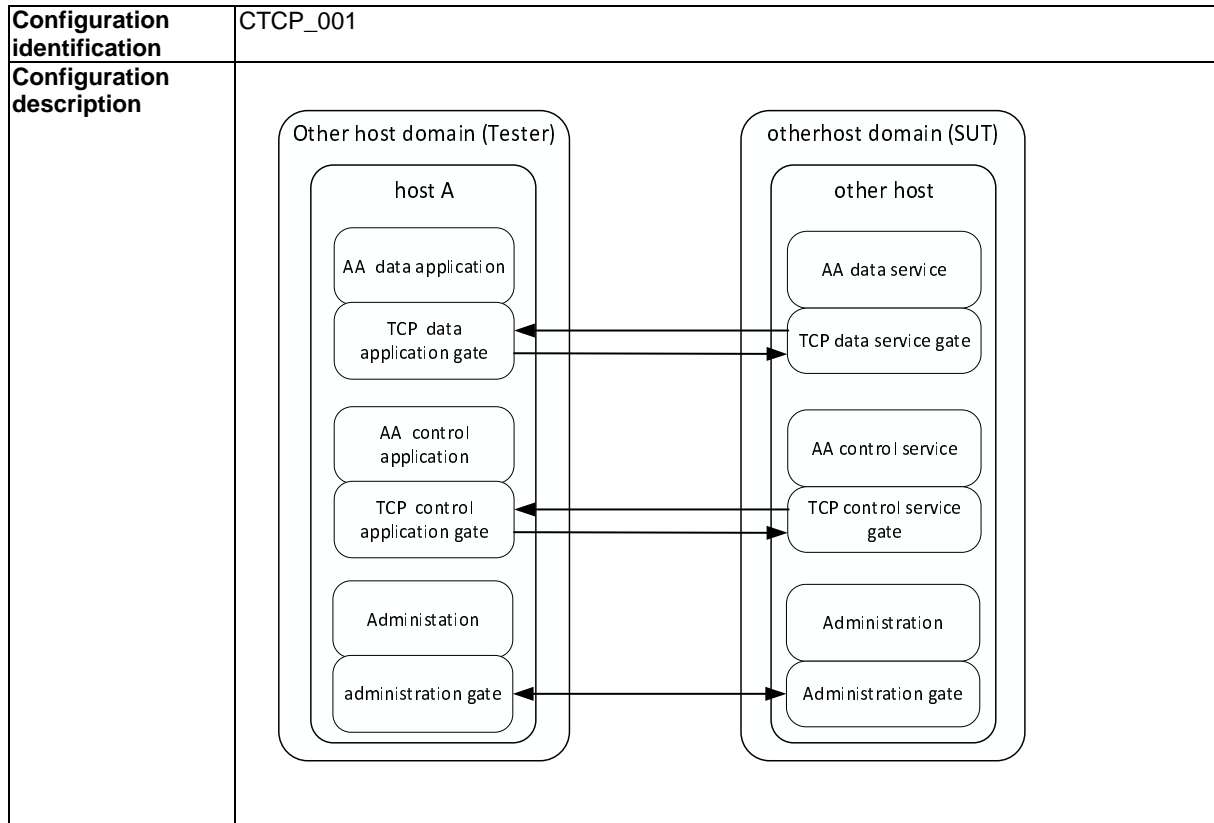 Configuration
identification
CTCP_001
Configuration
description
Other host domain (Tester)
host A
AA data application
TCP data
application gate
AA control
application
TCP control
application gate
Administation
administration gate
otherhost domain (SUT)
other host
AA data service
TCP data service gate
AA control service
TCP control service
gate
Administration
Administration gate